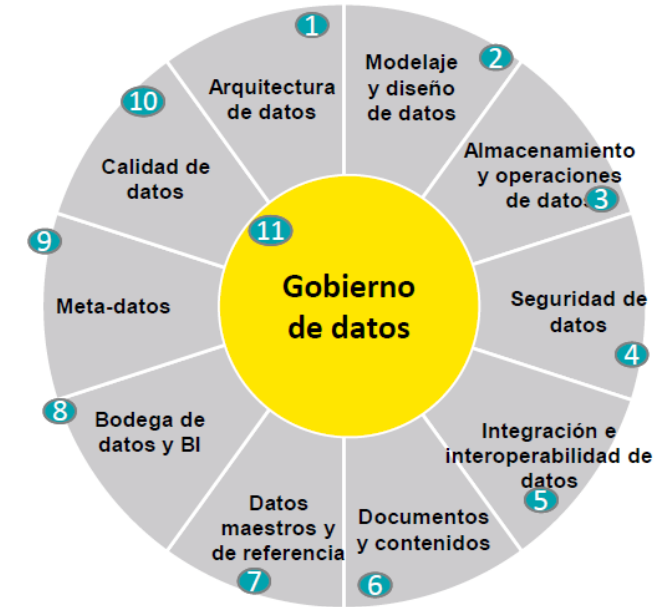 1
Arquitectura
de datos
2
Modelaje
y diseño
de datos
Almacenamiento
y operaciones
de datos
3
Seguridad de
datos
4
Integración e
interoperabilidad de
datos
5
Documentos
y contenidos
6
Datos
maestros y
de referencia
7
8
Bodega de
datos y BI
9
Meta-datos
10
Calidad de
datos
11
Gobierno
de datos